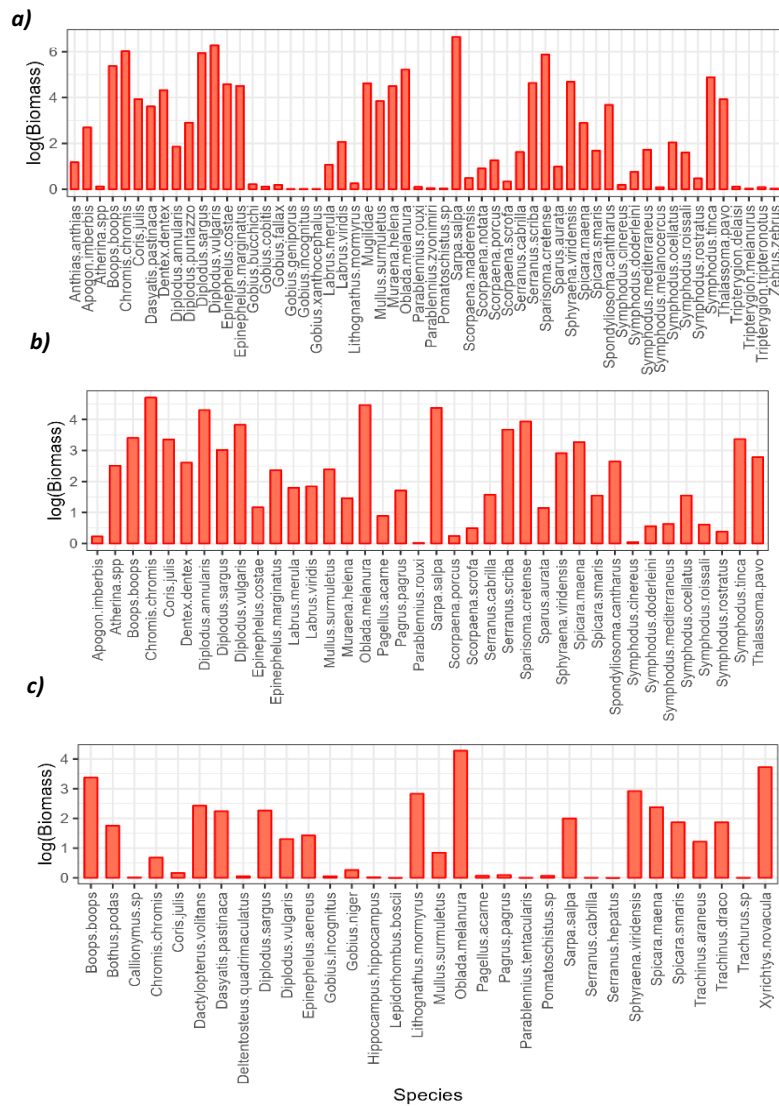 a)
log(Biomass)
6
4
2
0
Anthias.anthias
Apogon.imberbis
Atherina.spp
Boops.boops
Chromis.chromis
Coris.julis
Dasyatis.pastinaca
Dentex.dentex
Diplodus.annularis
Diplodus.puntazzo
Diplodus.sargus
Diplodus.vulgaris
Epinephelus.costae
Epinephelus.marginatus
Gobius.bucchichi
Gobius.cobitis
Gobius.fallax
Gobius.geniporus
Gobius.incognitus
Gobius.xanthocephalus
Labrus.merula
Labrus.viridis
Lithognathus.mormyrus
Mugilidae
Mullus.surmuletus
Muraena.helena
Oblada.melanura
Parablennius.rouxi
Parablennius.zvonimiri
Pomatoschistus.sp
Sarpa.salpa
Scorpaena.maderensis
Scorpaena.notata
Scorpaena.porcus
Scorpaena.scrofa
Serranus.cabrilla
Serranus.scriba
Sparisoma.cretense
Sparus.aurata
Sphyraena.viridensis
Spicara.maena
Spicara.smaris
Spondyliosoma.cantharus
Symphodus.cinereus
Symphodus.doderleini
Symphodus.mediterraneus
Symphodus.melanocercus
Symphodus.ocellatus
Symphodus.roissali
Symphodus.rostratus
Symphodus.tinca
Thalassoma.pavo
Tripterygion.delaisi
Tripterygion.melanurus
Tripterygion.tripteronotus
Zebrus.zebrus
b)
log(Biomass)
4
3
2
1
0
Apogon.imberbis
Atherina.spp
Boops.boops
Chromis.chromis
Coris.julis
Dentex.dentex
Diplodus.annularis
Diplodus.sargus
Diplodus.vulgaris
Epinephelus.costae
Epinephelus.marginatus
Labrus.merula
Labrus.viridis
Mullus.surmuletus
Muraena.helena
Oblada.melanura
Pagellus.acarne
Pagrus.pagrus
Parablennius.rouxi
Sarpa.salpa
Scorpaena.porcus
Scorpaena.scrofa
Serranus.cabrilla
Serranus.scriba
Sparisoma.cretense
Sparus.aurata
Sphyraena.viridensis
Spicara.maena
Spicara.smaris
Spondyliosoma.cantharus
Symphodus.cinereus
Symphodus.doderleini
Symphodus.mediterraneus
Symphodus.ocellatus
Symphodus.roissali
Symphodus.rostratus
Symphodus.tinca
Thalassoma.pavo
c)
log(Biomass)
4
3
2
1
0
Boops.boops
Bothus.podas
Callionymus.sp
Chromis.chromis
Coris.julis
Dactylopterus.volitans
Dasyatis.pastinaca
Deltentosteus.quadrimaculatus
Diplodus.sargus
Diplodus.vulgaris
Epinephelus.aeneus
Gobius.incognitus
Gobius.niger
Hippocampus.hippocampus
Lepidorhombus.boscii
Lithognathus.mormyrus
Mullus.surmuletus
Oblada.melanura
Pagellus.acarne
Pagrus.pagrus
Parablennius.tentacularis
Pomatoschistus.sp
Sarpa.salpa
Serranus.cabrilla
Serranus.hepatus
Sphyraena.viridensis
Spicara.maena
Spicara.smaris
Trachinus.araneus
Trachinus.draco
Trachurus.sp
Xyrichtys.novacula
Species